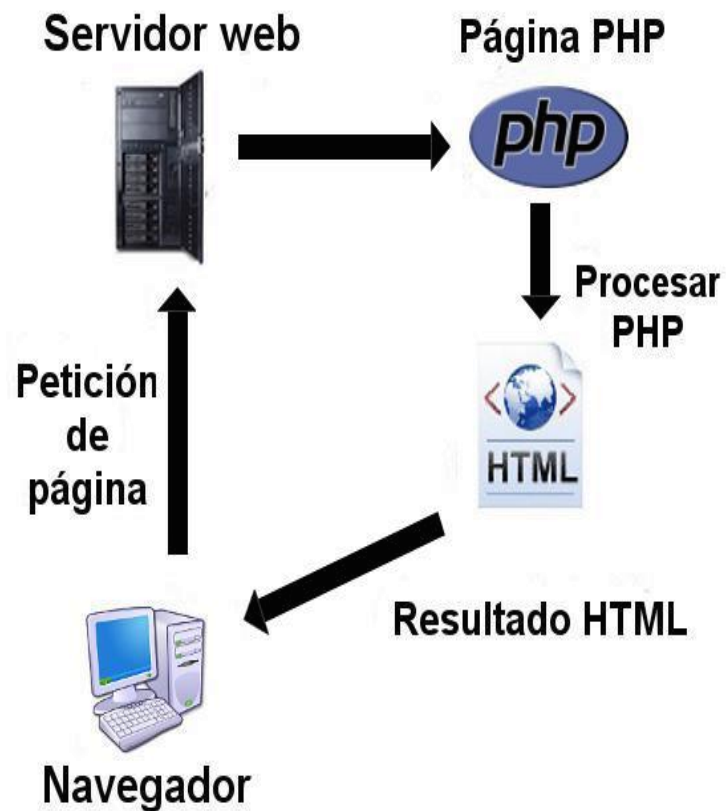 Servidor web
Página PHP
php
Procesar
PHP
Petición
de
página
HTML
Resultado HTML
Navegador